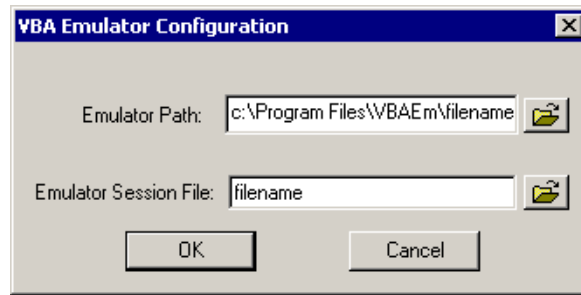 VBA Emulator Configuration
Emulator Path: c:\Program Files\VBAEm\filename
Emulator Session File: filename
OK Cancel